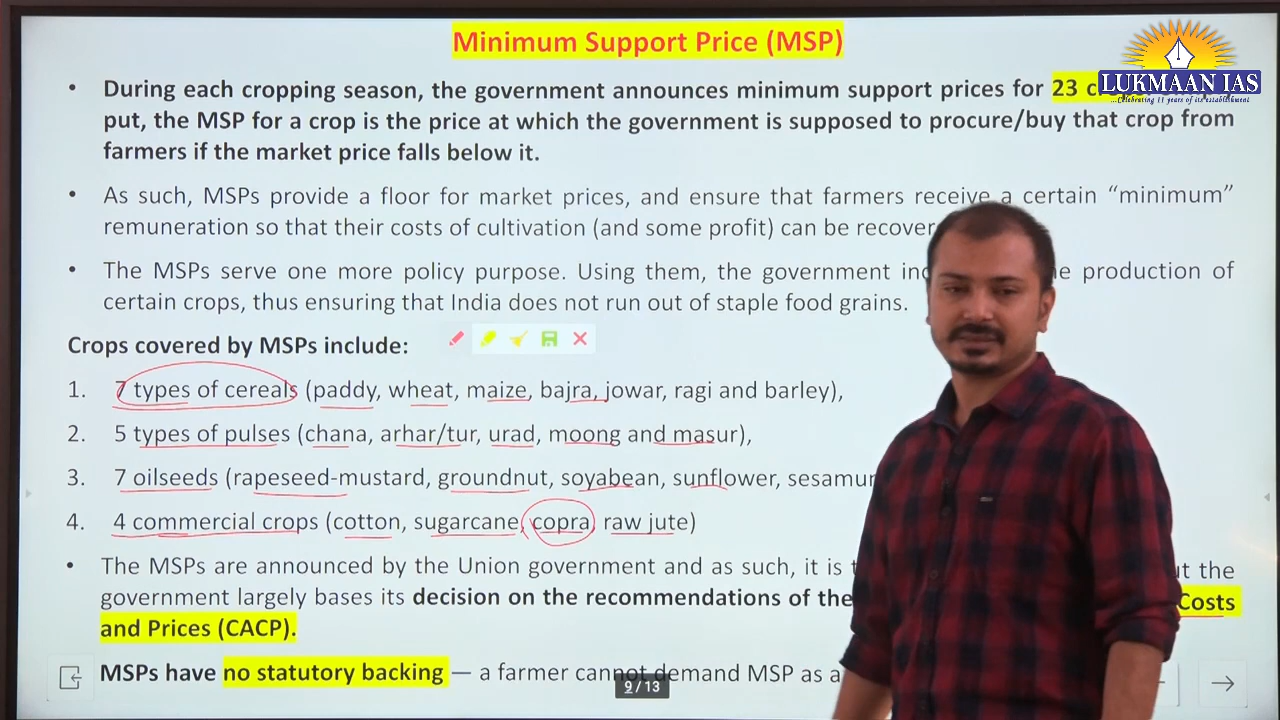 Minimum Support Price (MSP)
LUKMAAN IAS
...Celebrating 11 years of its establishment
• During each cropping season, the government announces minimum support prices for 23
put, the MSP for a crop is the price at which the government is supposed to procure/buy that crop from
farmers if the market price falls below it.
• As such, MSPs provide a floor for market prices, and ensure that farmers receive a certain “minimum”
remuneration so that their costs of cultivation (and some profit) can be recover
• The MSPs serve one more policy purpose. Using them, the government production of
certain crops, thus ensuring that India does not run out of staple food grains.
Crops covered by MSPs include:
1. 7 types of cereals (paddy, wheat, maize, bajra, jowar, ragi and barley),
2. 5 types of pulses (chana, arhar/tur, urad, moong and masur),
3. 7 oilseeds (rapeseed-mustard, groundnut, soyabean, sunflower, sesamu
4. 4 commercial crops (cotton, sugarcane, copra, raw jute)
• The MSPs are announced by the Union government and as such, it is the
government largely bases its decision on the recommendations of the Costs
and Prices (CACP).
MSPs have no statutory backing — a farmer cannot demand MSP as a
9/13